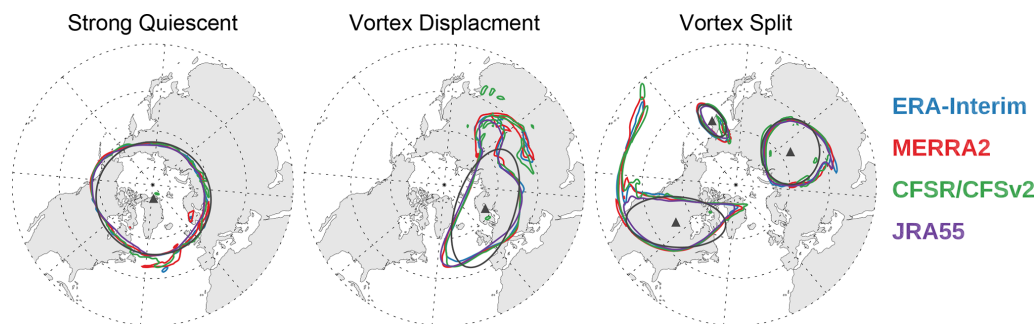 Strong Quiescent
Vortex Displacment
Vortex Split
ERA-Interim
MERRA2
CFSR/CFSv2
JRA55